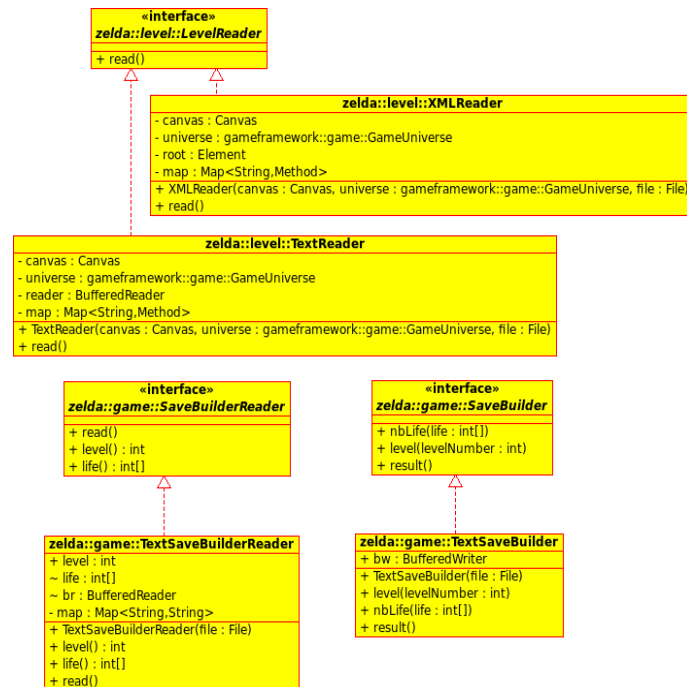 «interface»
zelda::level::LevelReader
+ read()
zelda::level::XMLReader
- canvas : Canvas
- universe : gameframework::game::GameUniverse
- root : Element
- map : Map<String,Method>
+ XMLReader(canvas : Canvas, universe : gameframework::game::GameUniverse, file : File)
+ read()
zelda::level::TextReader
- canvas : Canvas
- universe : gameframework::game::GameUniverse
- reader : BufferedReader
- map : Map<String,Method>
+ TextReader(canvas : Canvas, universe : gameframework::game::GameUniverse, file : File)
+ read()
«interface»
zelda::game::SaveBuilderReader
+ read()
+ level() : int
+ life() : int[]
«interface»
zelda::game::SaveBuilder
+ nbLife(life : int[])
+ level(levelNumber : int)
+ result()
zelda::game::TextSaveBuilderReader
+ level : int
~ life : int[]
~ br : BufferedReader
- map : Map<String,String>
+ TextSaveBuilderReader(file : File)
+ level() : int
+ life() : int[]
+ read()
zelda::game::TextSaveBuilder
+ bw : BufferedWriter
+ TextSaveBuilder(file : File)
+ level(levelNumber : int)
+ nbLife(life : int[])
+ result()